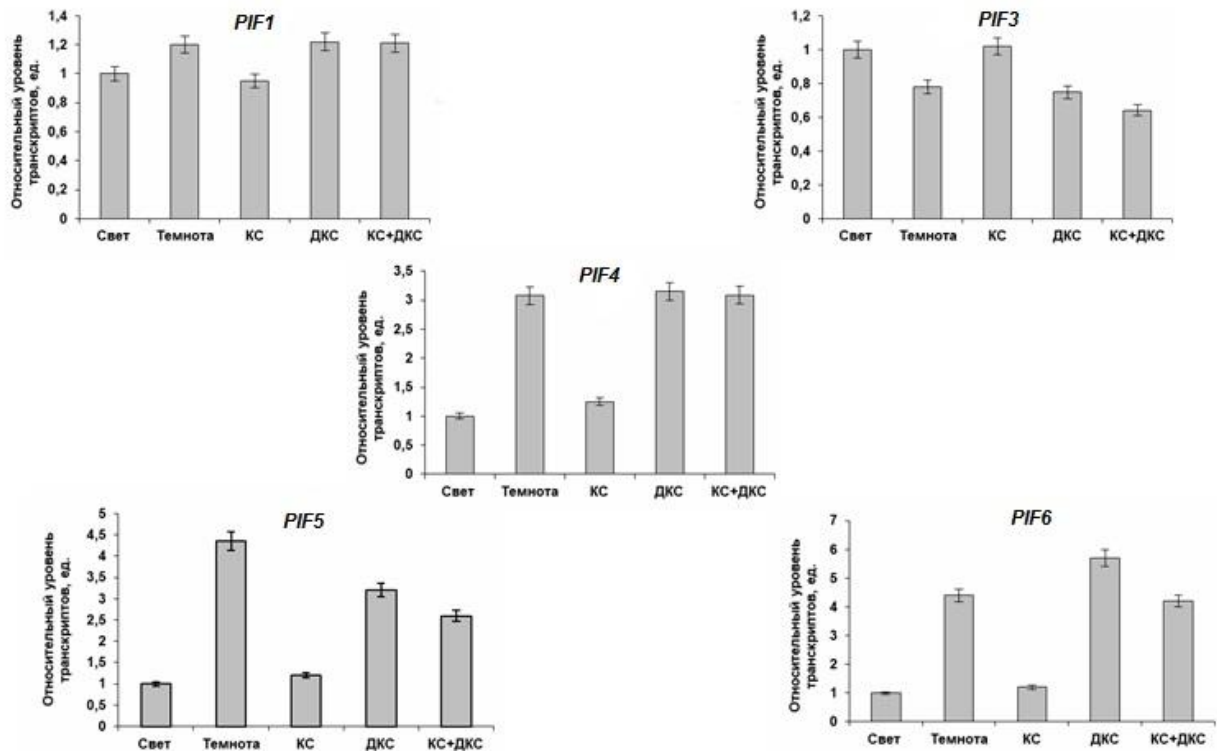 PIF1
Относительный уровень
транскриптов, ед.
1,4
1,2
1
0,8
0,6
0,4
0,2
0
Свет Темнота КС ДКС КС+ДКС
PIF3
Относительный уровень
транскриптов, ед.
1,2
1
0,8
0,6
0,4
0,2
0
Свет Темнота КС ДКС КС+ДКС
PIF4
Относительный уровень
транскриптов, ед.
3,5
3
2,5
2
1,5
1
0,5
0
Свет Темнота КС ДКС КС+ДКС
PIF5
Относительный уровень
транскриптов, ед.
5
4,5
4
3,5
3
2,5
2
1,5
1
0,5
0
Свет Темнота КС ДКС КС+ДКС
PIF6
Относительный уровень
транскриптов, ед.
7
6
5
4
3
2
1
0
Свет Темнота КС ДКС КС+ДКС